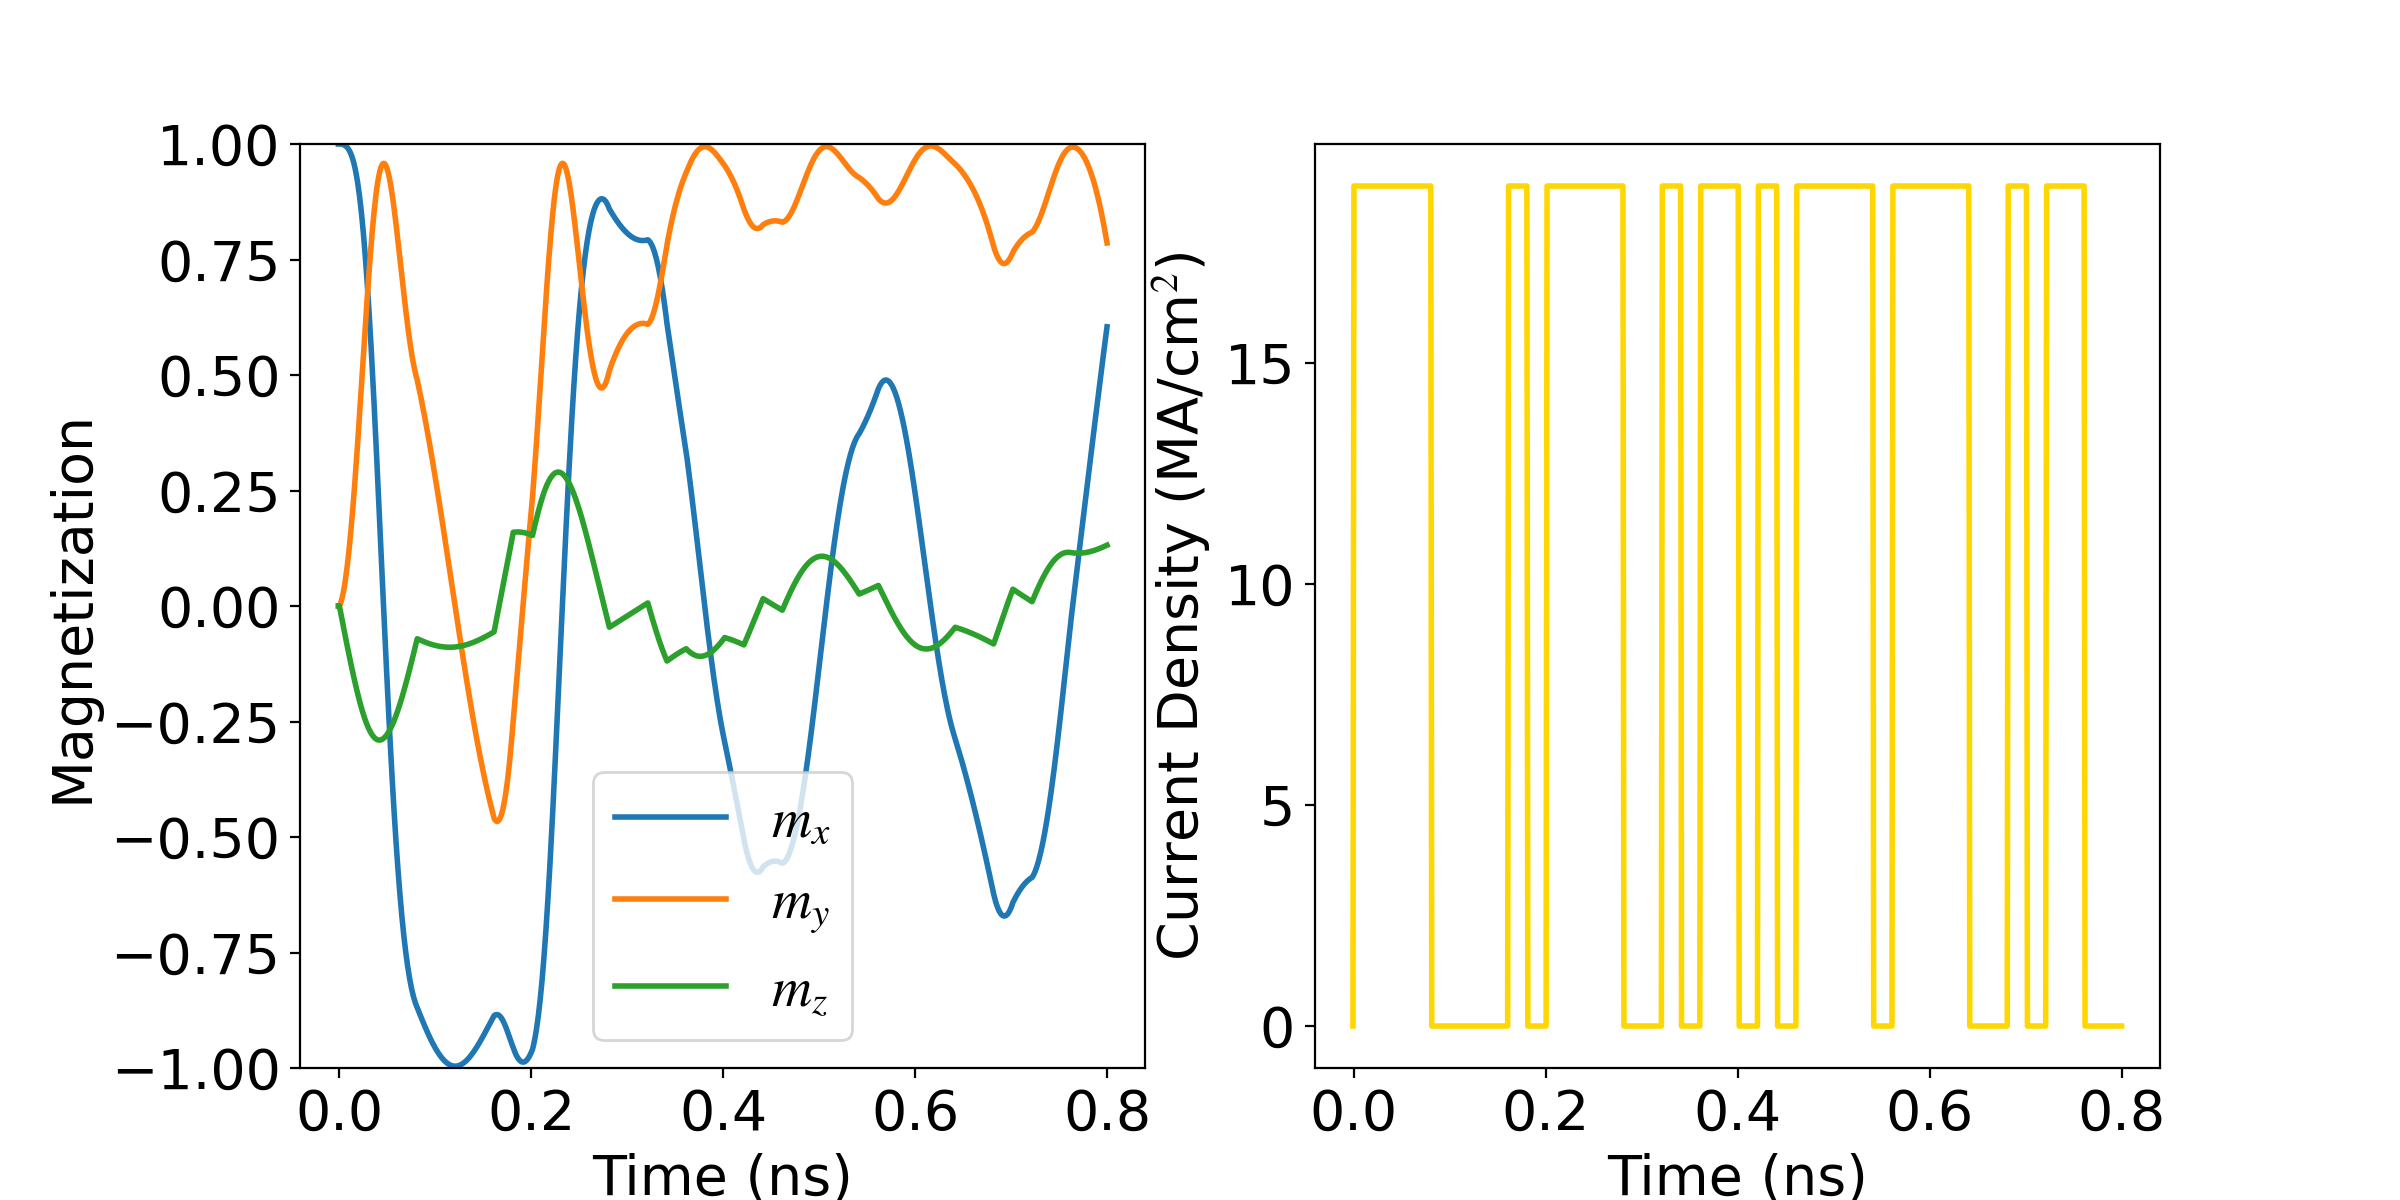 Magnetization
1.00
0.75
0.50
0.25
0.00
−0.25
−0.50
−0.75
−1.00
0.0 0.2 0.4 0.6 0.8
Time (ns)
m_x
m_y
m_z
Current Density (MA/cm²)
15
10
5
0
0.0 0.2 0.4 0.6 0.8
Time (ns)